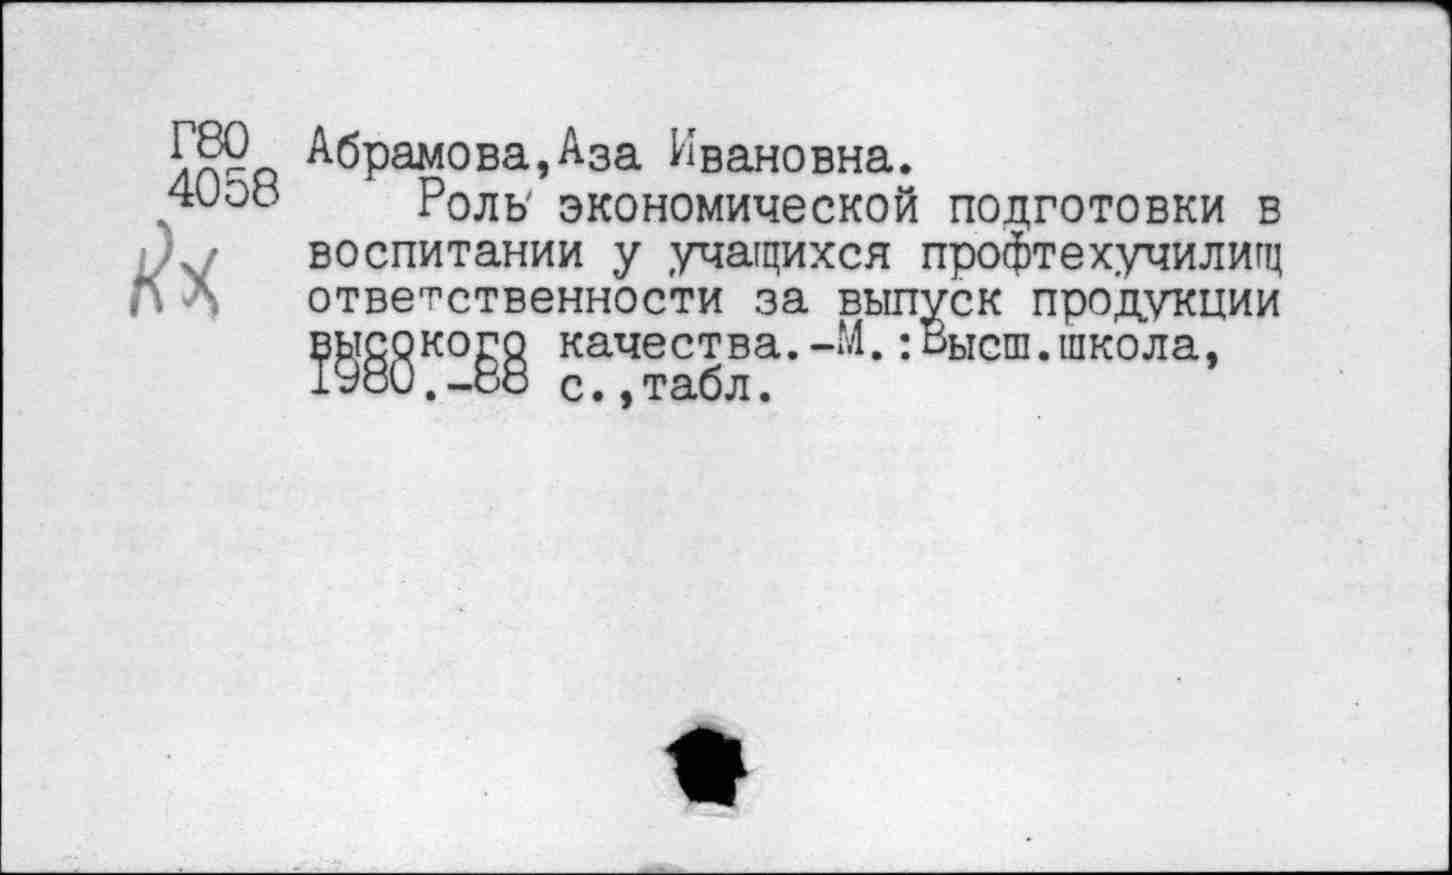 Г80 Абрамова,Аза Ивановна.
4058 Роль экономической подготовки в
воспитании у учащихся профтехучилищ
ответственности за выпуск продукции
высокого качества.-М.:Высш.школа,
1980.-88 с.,табл.